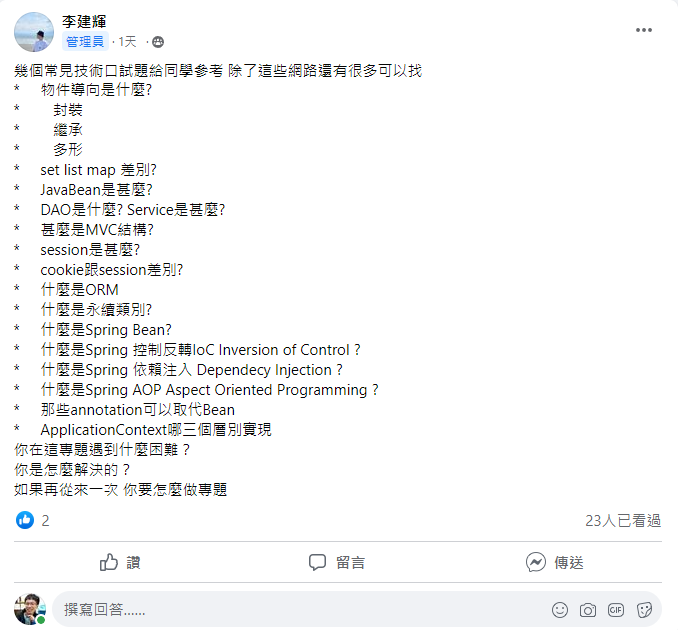 李建輝
管理員 · 1天 ·
幾個常見技術口試題給同學參考 除了這些網路還有很多可以找
* 物件導向是什麼?
* 封裝
* 繼承
* 多形
* set list map 差別?
* JavaBean是甚麼?
* DAO是什麼? Service是甚麼?
* 甚麼是MVC結構?
* session是甚麼?
* cookie跟session差別?
* 什麼是ORM
* 什麼是永續類別?
* 什麼是Spring Bean?
* 什麼是Spring 控制反轉IoC Inversion of Control ?
* 什麼是Spring 依賴注入 Dependecy Injection ?
* 什麼是Spring AOP Aspect Oriented Programming ?
* 那些annotation可以取代Bean
* ApplicationContext哪三個層別實現
你在這專題遇到什麼困難 ?
你是怎麼解決的 ?
如果再從來一次 你要怎麼做專題
2
23人已看過
讚
留言
傳送
撰寫回答......
GIF